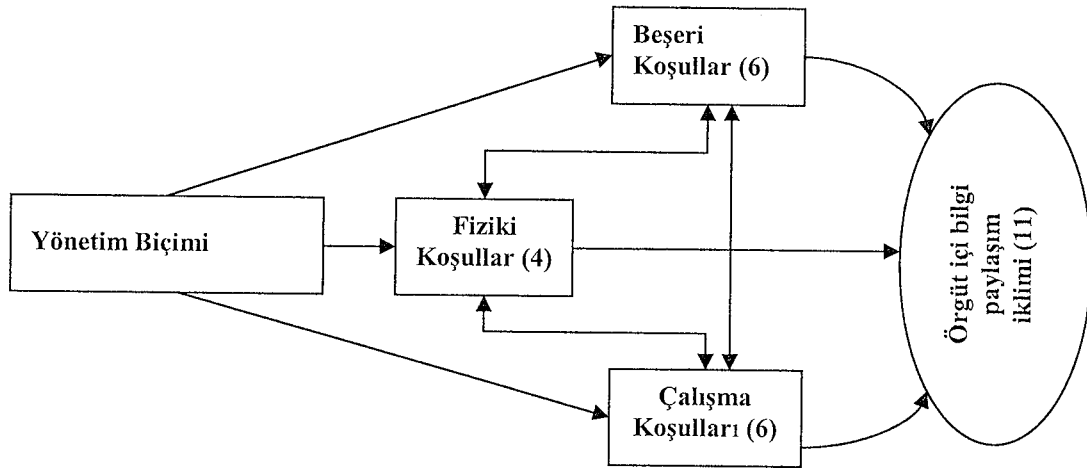 Beşeri
Koşullar (6)
Yönetim Biçimi
Fiziki
Koşullar (4)
Örgüt içi bilgi
paylaşım
iklimi (11)
Çalışma
Koşulları (6)